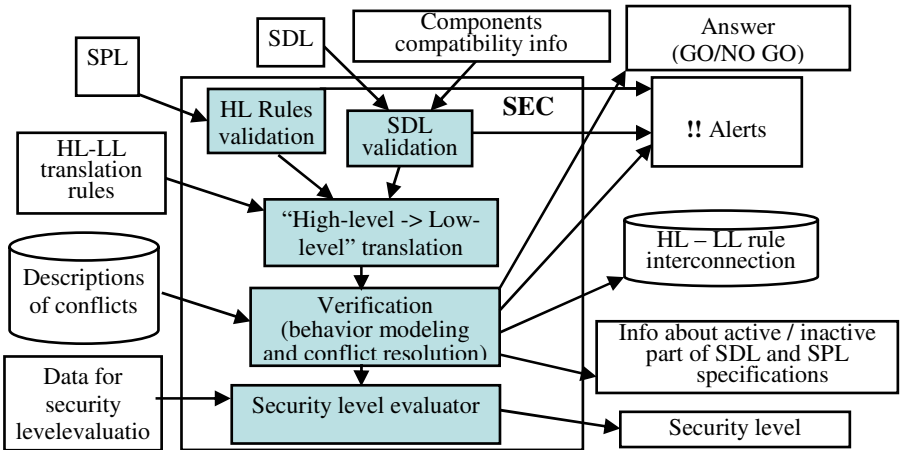 SPL
SDL
Components
compatibility info
Answer
(GO/NO GO)
HL Rules
validation
SEC
SDL
validation
!! Alerts
HL-LL
translation
rules
“High-level -> Low-
level” translation
HL – LL rule
interconnection
Descriptions
of conflicts
Verification
(behavior modeling
and conflict resolution)
Info about active / inactive
part of SDL and SPL
specifications
Data for
security
levelevaluatio
Security level evaluator
Security level